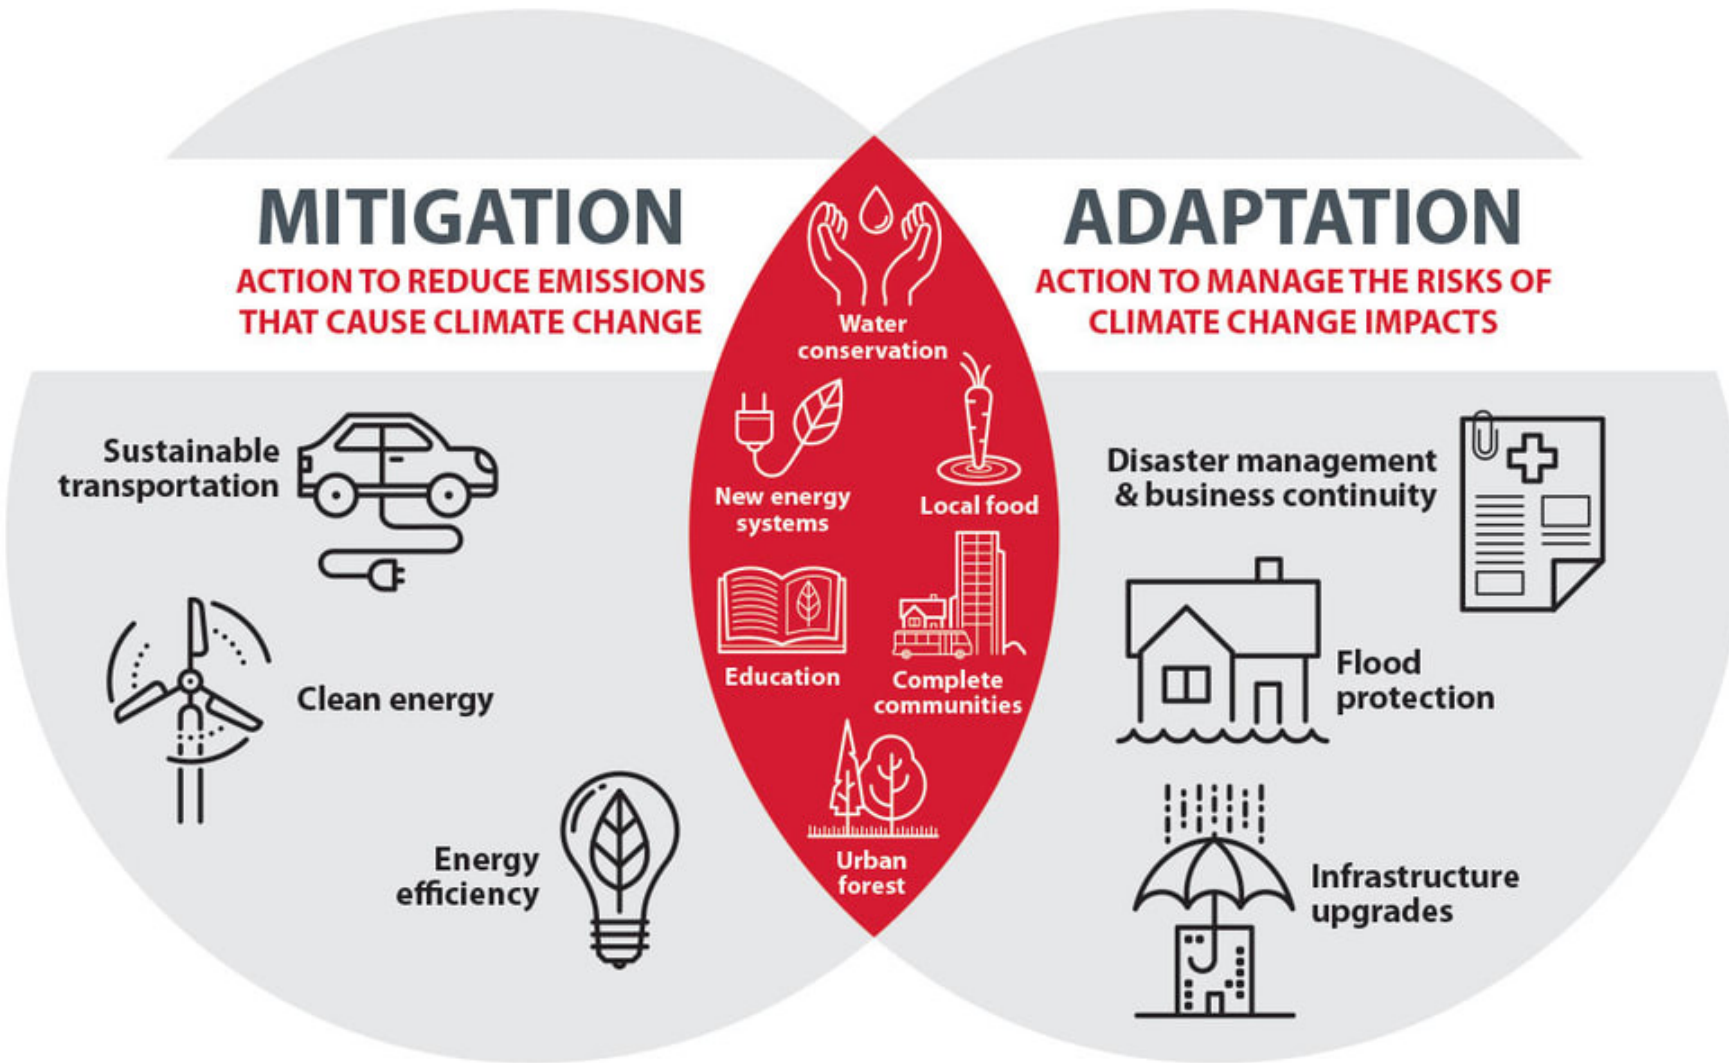 MITIGATION
ACTION TO REDUCE EMISSIONS
THAT CAUSE CLIMATE CHANGE
Sustainable
transportation
Clean energy
Energy
efficiency
Water
conservation
New energy
systems
Local food
Education
Complete
communities
Urban
forest
ADAPTATION
ACTION TO MANAGE THE RISKS OF
CLIMATE CHANGE IMPACTS
Disaster management
& business continuity
Flood
protection
Infrastructure
upgrades